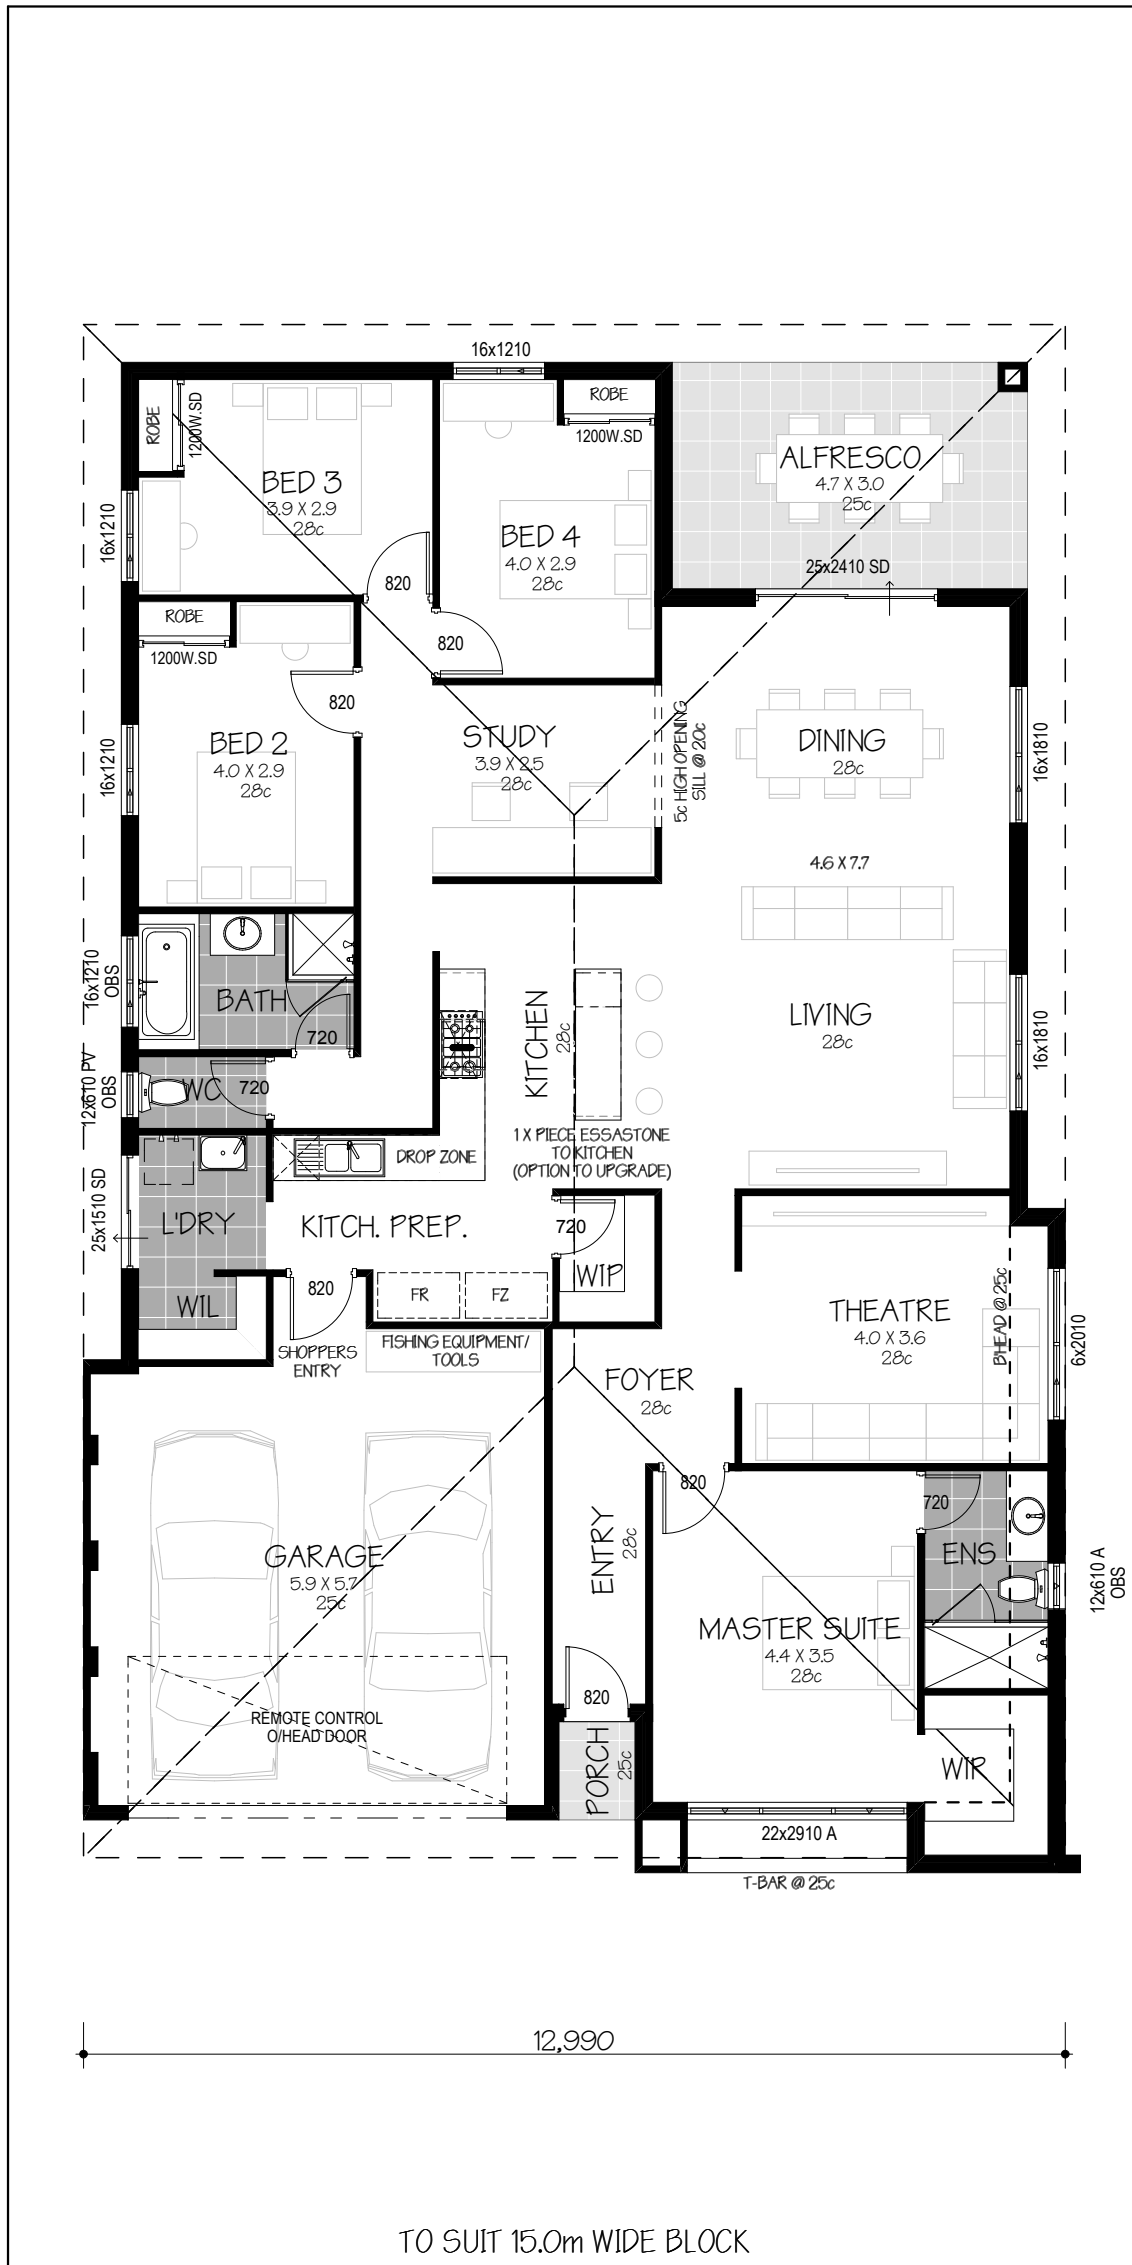 16x1210
ROBE
1200W.SD
ROBE
1200W.SD
BED 3
3.9 X 2.9
28c
16x1210
BED 4
4.0 X 2.9
28c
ALFRESCO
4.7 X 3.0
25c
25x2410 SD
820
820
ROBE
1200W.SD
820
BED 2
4.0 X 2.9
28c
16x1210
STUDY
3.9 X 2.5
28c
5c HIGH OPENING
SILL @ 20c
DINING
28c
16x1810
4.6 X 7.7
16x1210
OBS
BATH
720
KITCHEN
28c
LIVING
28c
16x1810
12x610 PV
OBS
WC
720
1 X PIECE ESSASTONE
TO KITCHEN
(OPTION TO UPGRADE)
DROP ZONE
25x1510 SD
L'DRY
KITCH. PREP.
720
WIP
WIL
820
FR
FZ
SHOPPERS
ENTRY
FISHING EQUIPMENT/
TOOLS
THEATRE
4.0 X 3.6
28c
B'HEAD @ 25c
6x2010
FOYER
28c
820
720
ENS
12x610 A
OBS
GARAGE
5.9 X 5.7
25c
ENTRY
28c
MASTER SUITE
4.4 X 3.5
28c
820
REMOTE CONTROL
O/HEAD DOOR
PORCH
25c
WIR
22x2910 A
T-BAR @ 25c
12,990
TO SUIT 15.0m WIDE BLOCK